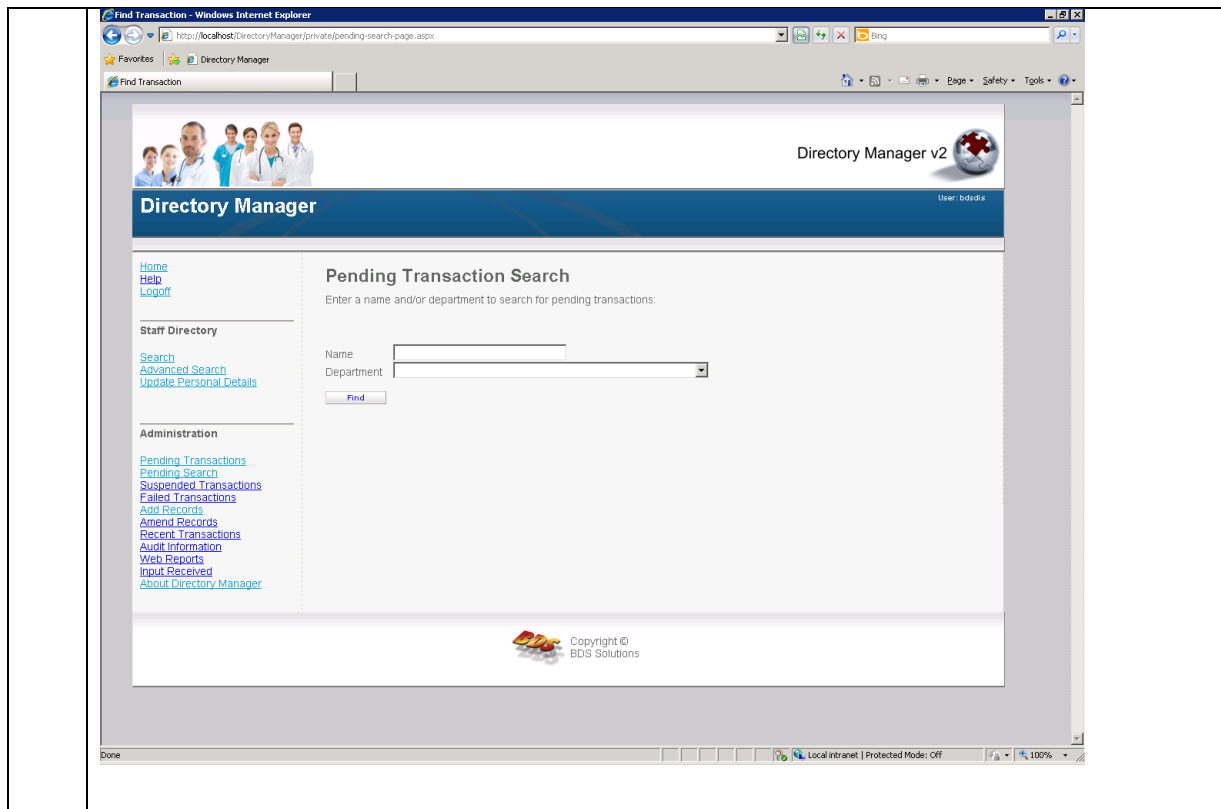 Find Transaction - Windows Internet Explorer
http://localhost/DirectoryManager/private/pending-search-page.aspx
Bing
Favorites Directory Manager
Find Transaction
Page Safety Tools
Directory Manager v2
Directory Manager
User: bdsdis
Home
Help
Logoff
Staff Directory
Search
Advanced Search
Update Personal Details
Administration
Pending Transactions
Pending Search
Suspended Transactions
Failed Transactions
Add Records
Amend Records
Recent Transactions
Audit Information
Web Reports
Input Received
About Directory Manager
Pending Transaction Search
Enter a name and/or department to search for pending transactions:
Name
Department
Find
BDS
Copyright ©
BDS Solutions
Done
Local intranet | Protected Mode: Off
100%